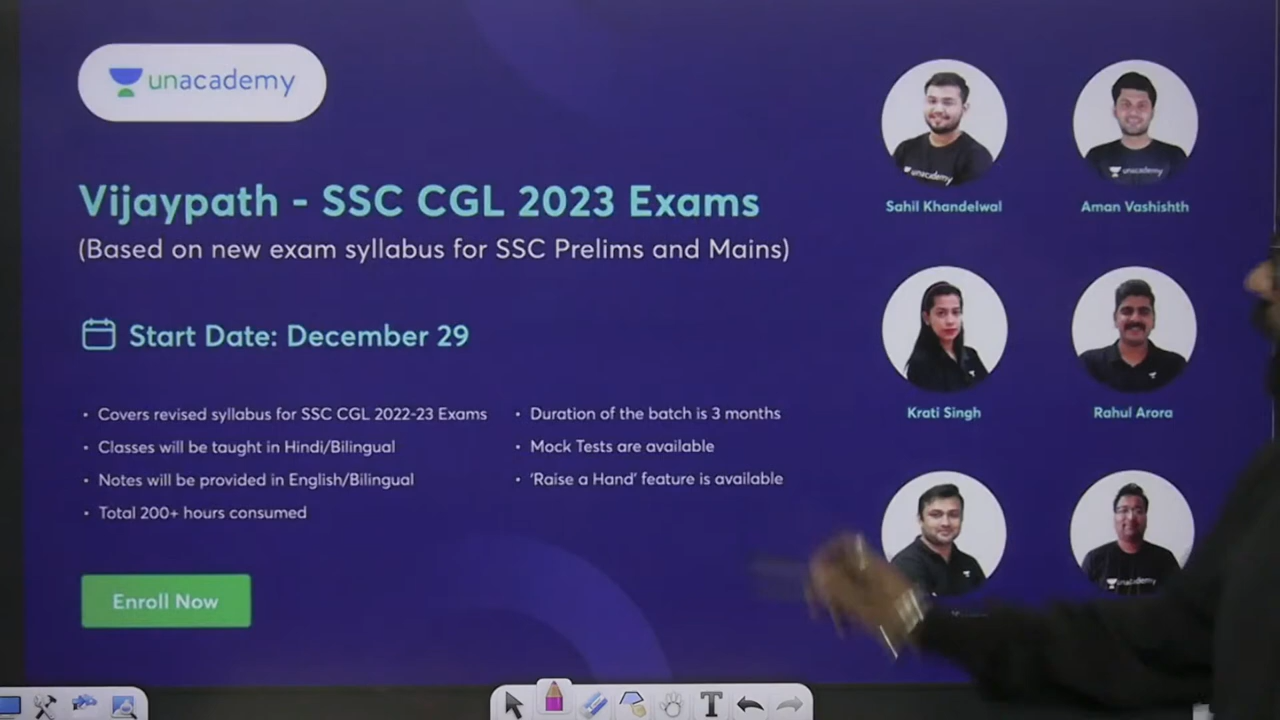 unacademy
Vijaypath - SSC CGL 2023 Exams
(Based on new exam syllabus for SSC Prelims and Mains)
Start Date: December 29
• Covers revised syllabus for SSC CGL 2022-23 Exams
• Classes will be taught in Hindi/Bilingual
• Notes will be provided in English/Bilingual
• Total 200+ hours consumed
• Duration of the batch is 3 months
• Mock Tests are available
• ‘Raise a Hand’ feature is available
Enroll Now
unacademy
unacademy
Sahil Khandelwal
Aman Vashishth
Krati Singh
Rahul Arora
unacademy
T